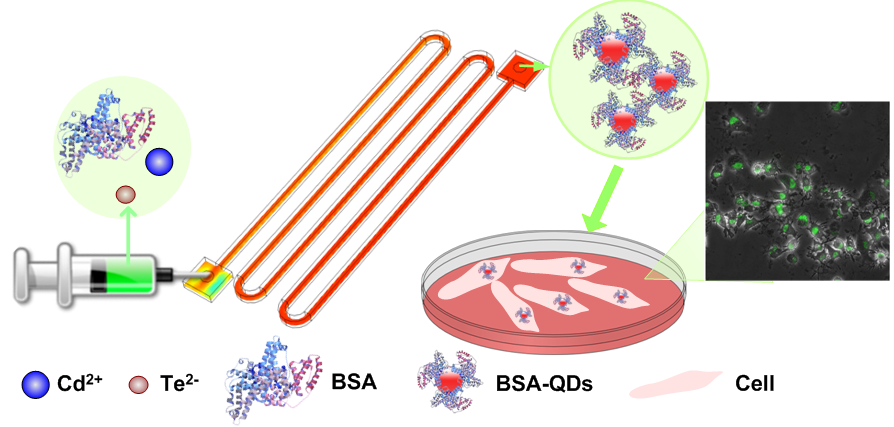 Cd2+ Te2- BSA BSA-QDs Cell